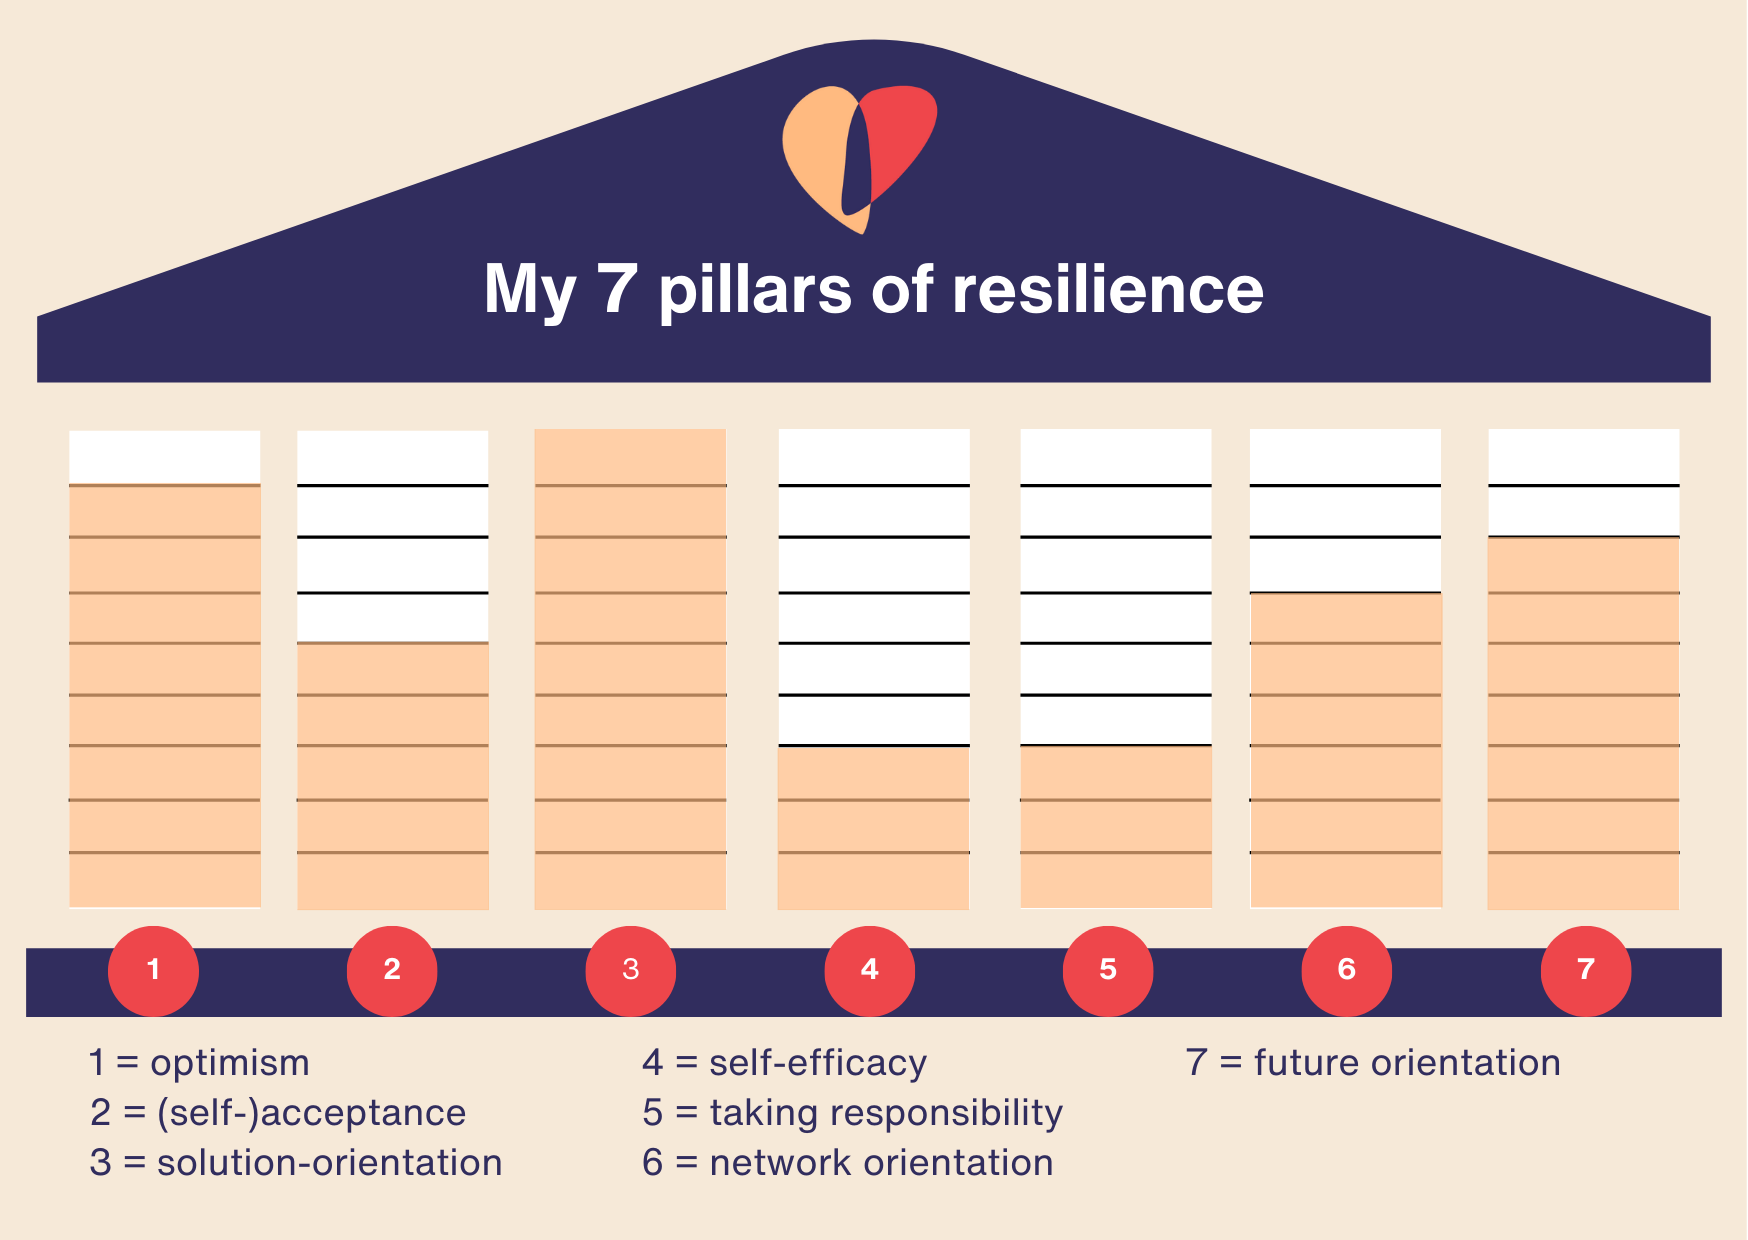 My 7 pillars of resilience
1 2 3 4 5 6 7
1 = optimism
2 = (self-)acceptance
3 = solution-orientation
4 = self-efficacy
5 = taking responsibility
6 = network orientation
7 = future orientation